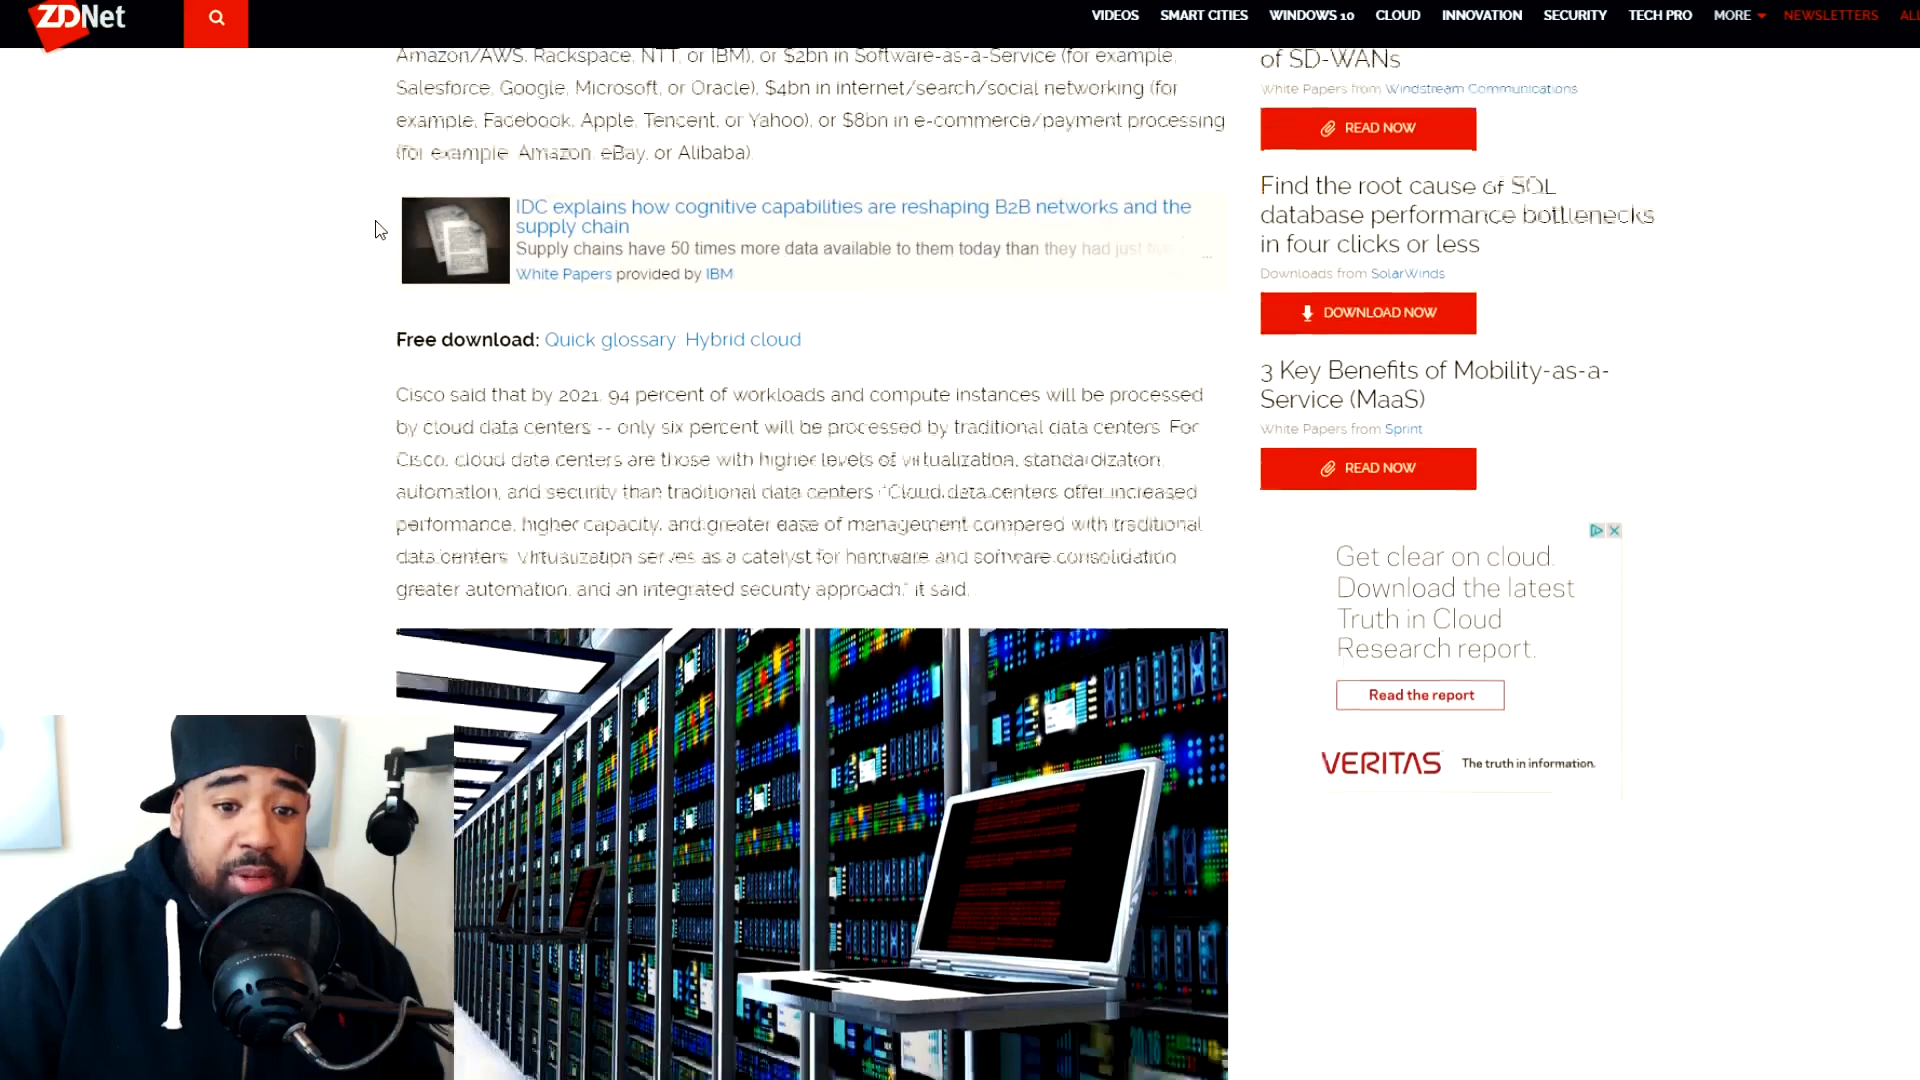 ZDNet
VIDEOS SMART CITIES WINDOWS 10 CLOUD INNOVATION SECURITY TECH PRO MORE NEWSLETTERS
Amazon/AWS, Rackspace, NTT, or IBM), or $2bn in Software-as-a-Service (for example,
Salesforce, Google, Microsoft, or Oracle), $4bn in internet/search/social networking (for
example, Facebook, Apple, Tencent, or Yahoo), or $8bn in e-commerce/payment processing
(for example, Amazon, eBay, or Alibaba).
IDC explains how cognitive capabilities are reshaping B2B networks and the
supply chain
Supply chains have 50 times more data available to them today than they had just
...
White Papers provided by IBM
Free download: Quick glossary: Hybrid cloud
Cisco said that by 2021, 94 percent of workloads and compute instances will be processed
by cloud data centers -- only six percent will be processed by traditional data centers. For
Cisco, cloud data centers are those with higher levels of virtualization, standardization,
automation, and security than traditional data centers. "Cloud data centers offer increased
performance, higher capacity, and greater ease of management compared with traditional
data centers. Virtualization serves as a catalyst for hardware and software consolidation,
greater automation, and an integrated security approach," it said.
of SD-WANs
White Papers from Windstream Communications
READ NOW
Find the root cause of SQL
database performance bottlenecks
in four clicks or less
Downloads from SolarWinds
DOWNLOAD NOW
3 Key Benefits of Mobility-as-a-
Service (MaaS)
White Papers from Sprint
READ NOW
Get clear on cloud.
Download the latest
Truth in Cloud
Research report.
Read the report
VERITAS The truth in information.